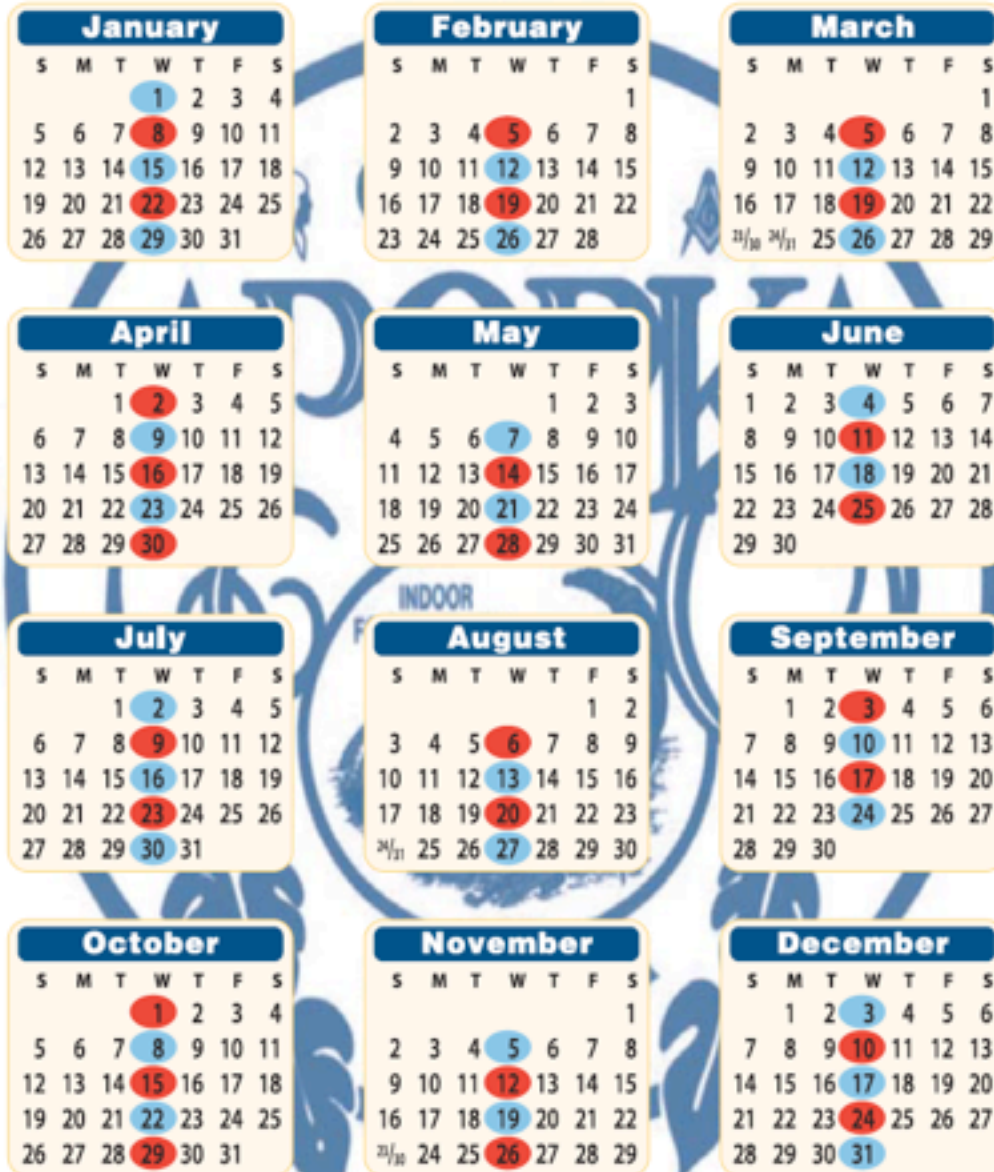 January
S M T W T F S
1 2 3 4
5 6 7 8 9 10 11
12 13 14 15 16 17 18
19 20 21 22 23 24 25
26 27 28 29 30 31
February
S M T W T F S
1
2 3 4 5 6 7 8
9 10 11 12 13 14 15
16 17 18 19 20 21 22
23 24 25 26 27 28
March
S M T W T F S
1
2 3 4 5 6 7 8
9 10 11 12 13 14 15
16 17 18 19 20 21 22
23/30 24/31 25 26 27 28 29
APOPKA
April
S M T W T F S
1 2 3 4 5
6 7 8 9 10 11 12
13 14 15 16 17 18 19
20 21 22 23 24 25 26
27 28 29 30
May
S M T W T F S
1 2 3
4 5 6 7 8 9 10
11 12 13 14 15 16 17
18 19 20 21 22 23 24
25 26 27 28 29 30 31
June
S M T W T F S
1 2 3 4 5 6 7
8 9 10 11 12 13 14
15 16 17 18 19 20 21
22 23 24 25 26 27 28
29 30
INDOOR
July
S M T W T F S
1 2 3 4 5
6 7 8 9 10 11 12
13 14 15 16 17 18 19
20 21 22 23 24 25 26
27 28 29 30 31
August
S M T W T F S
1 2
3 4 5 6 7 8 9
10 11 12 13 14 15 16
17 18 19 20 21 22 23
24/31 25 26 27 28 29 30
September
S M T W T F S
1 2 3 4 5 6
7 8 9 10 11 12 13
14 15 16 17 18 19 20
21 22 23 24 25 26 27
28 29 30
October
S M T W T F S
1 2 3 4
5 6 7 8 9 10 11
12 13 14 15 16 17 18
19 20 21 22 23 24 25
26 27 28 29 30 31
November
S M T W T F S
1
2 3 4 5 6 7 8
9 10 11 12 13 14 15
16 17 18 19 20 21 22
23/30 24 25 26 27 28 29
December
S M T W T F S
1 2 3 4 5 6
7 8 9 10 11 12 13
14 15 16 17 18 19 20
21 22 23 24 25 26 27
28 29 30 31